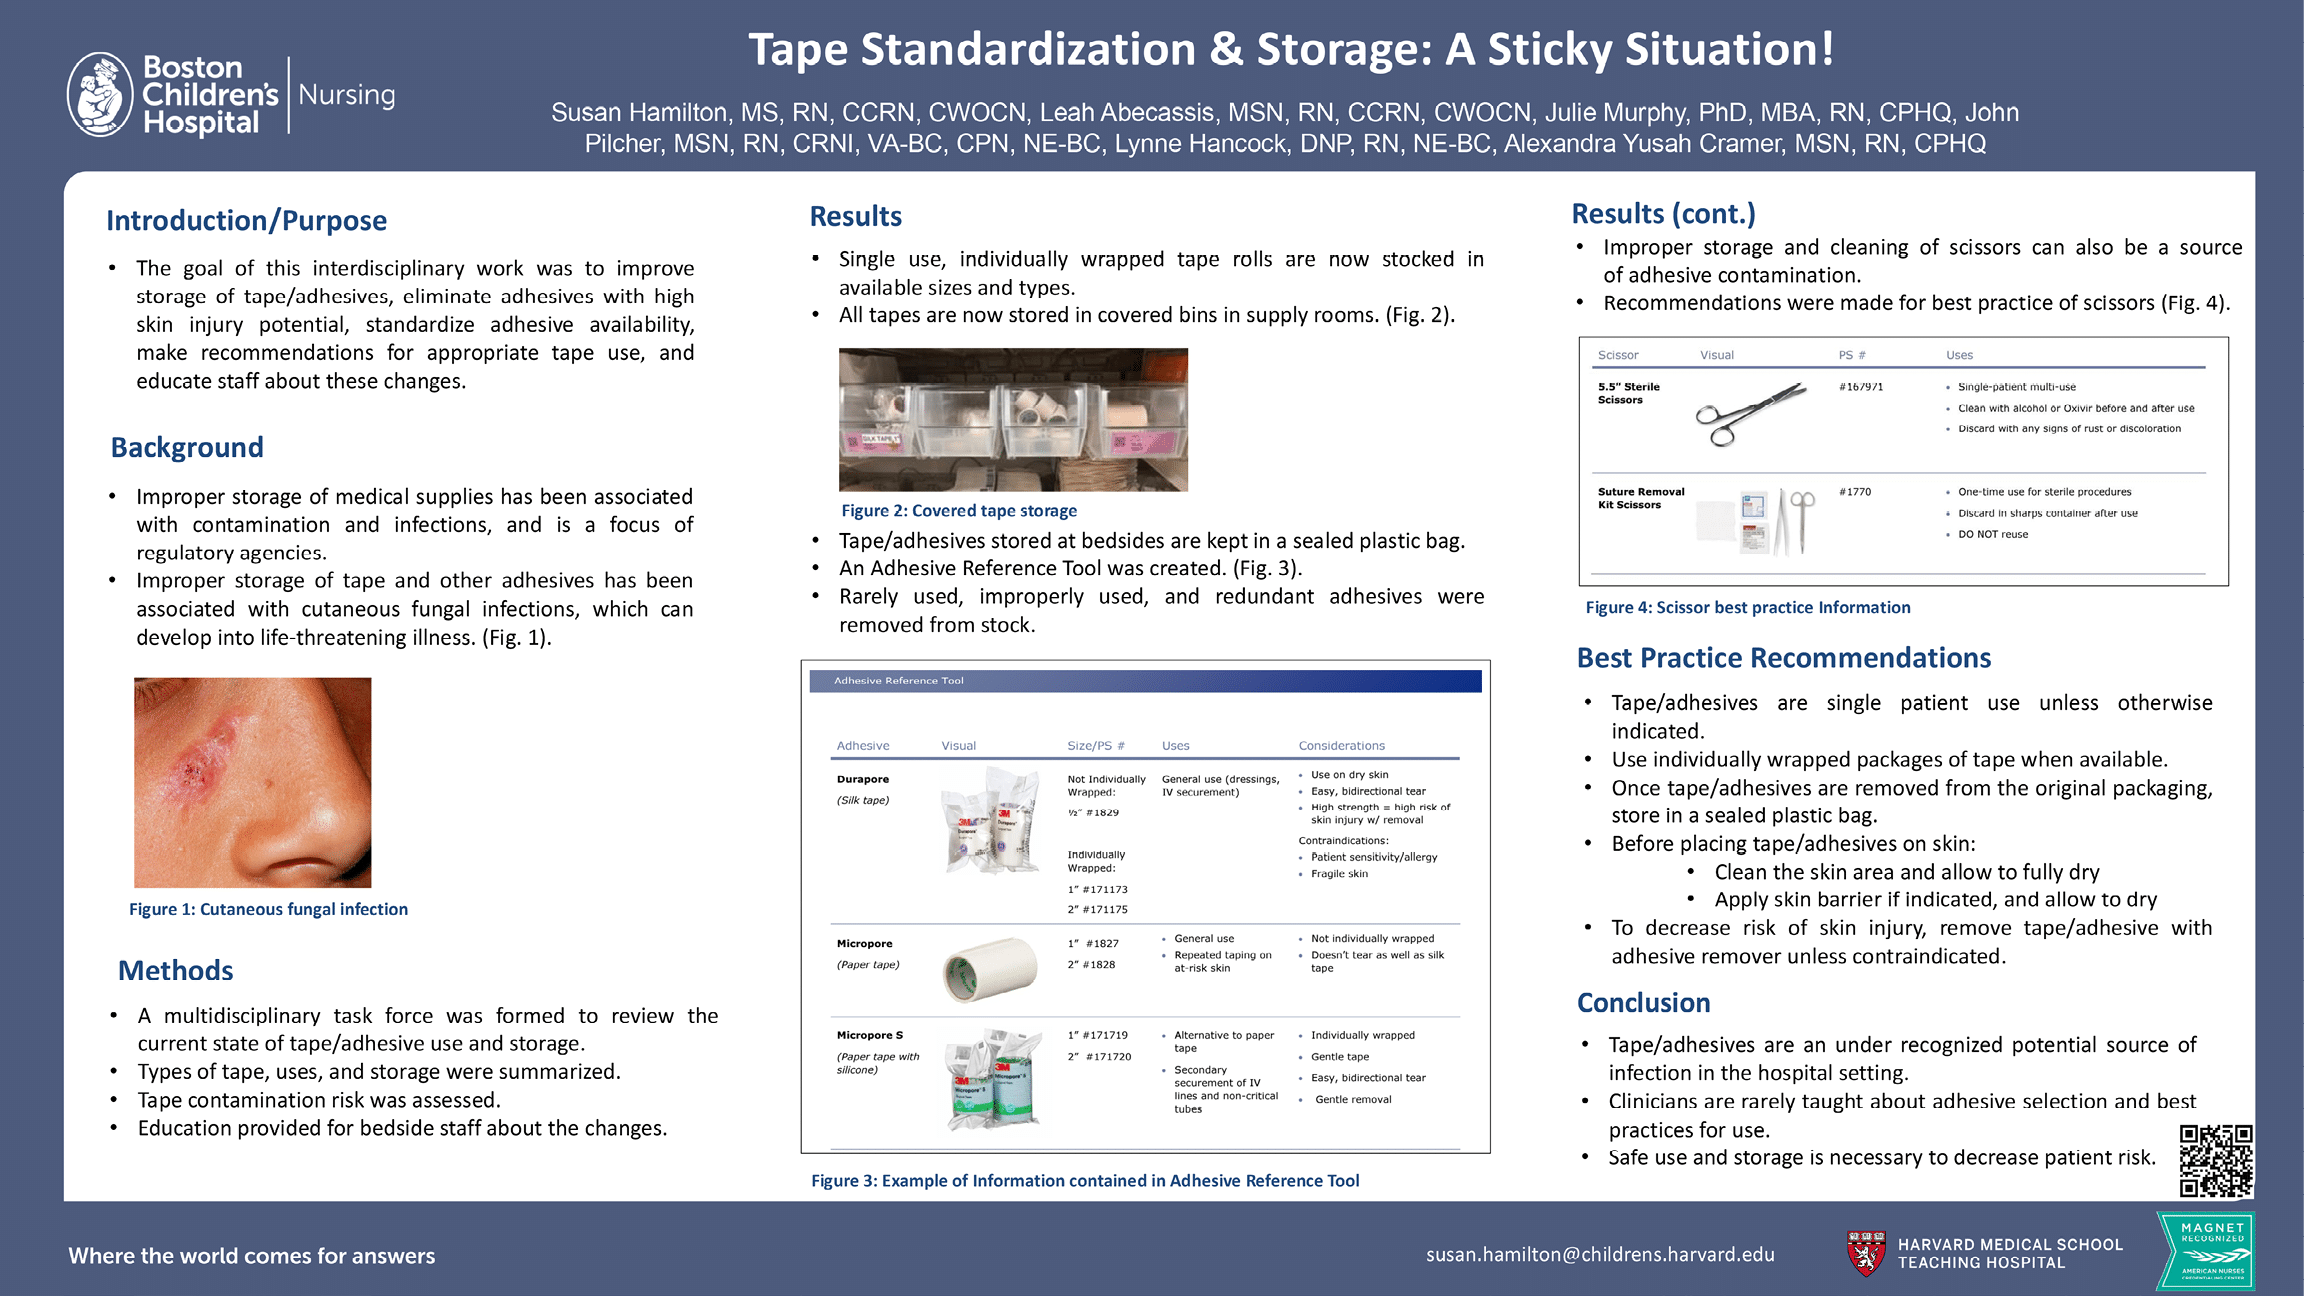 Boston
Children's
Hospital
Nursing
Tape Standardization & Storage: A Sticky Situation!
Susan Hamilton, MS, RN, CCRN, CWOCN, Leah Abecassis, MSN, RN, CCRN, CWOCN, Julie Murphy, PhD, MBA, RN, CPHQ, John
Pilcher, MSN, RN, CRNI, VA-BC, CPN, NE-BC, Lynne Hancock, DNP, RN, NE-BC, Alexandra Yusah Cramer, MSN, RN, CPHQ
Introduction/Purpose
• The goal of this interdisciplinary work was to improve
storage of tape/adhesives, eliminate adhesives with high
skin injury potential, standardize adhesive availability,
make recommendations for appropriate tape use, and
educate staff about these changes.
Background
• Improper storage of medical supplies has been associated
with contamination and infections, and is a focus of
regulatory agencies.
• Improper storage of tape and other adhesives has been
associated with cutaneous fungal infections, which can
develop into life-threatening illness. (Fig. 1).
Figure 1: Cutaneous fungal infection
Methods
• A multidisciplinary task force was formed to review the
current state of tape/adhesive use and storage.
• Types of tape, uses, and storage were summarized.
• Tape contamination risk was assessed.
• Education provided for bedside staff about the changes.
Results
• Single use, individually wrapped tape rolls are now stocked in
available sizes and types.
• All tapes are now stored in covered bins in supply rooms. (Fig. 2).
SILK TAPE 1"
Figure 2: Covered tape storage
• Tape/adhesives stored at bedsides are kept in a sealed plastic bag.
• An Adhesive Reference Tool was created. (Fig. 3).
• Rarely used, improperly used, and redundant adhesives were
removed from stock.
Adhesive Reference Tool
Adhesive Visual Size/PS # Uses Considerations
Durapore
(Silk tape)
3M
Durapore
3M
Durapore
Not Individually
Wrapped:
½" #1829
Individually
Wrapped:
1" #171173
2" #171175
General use (dressings,
IV securement)
• Use on dry skin
• Easy, bidirectional tear
• High strength = high risk of
skin injury w/ removal
Contraindications:
• Patient sensitivity/allergy
• Fragile skin
Micropore
(Paper tape)
1" #1827
2" #1828
• General use
• Repeated taping on
at-risk skin
• Not individually wrapped
• Doesn't tear as well as silk
tape
Micropore S
(Paper tape with
silicone)
3M
Micropore S
3M
Micropore S
1" #171719
2" #171720
• Alternative to paper
tape
• Secondary
securement of IV
lines and non-critical
tubes
• Individually wrapped
• Gentle tape
• Easy, bidirectional tear
• Gentle removal
Figure 3: Example of Information contained in Adhesive Reference Tool
Results (cont.)
• Improper storage and cleaning of scissors can also be a source
of adhesive contamination.
• Recommendations were made for best practice of scissors (Fig. 4).
Scissor Visual PS # Uses
5.5" Sterile
Scissors
#167971
• Single-patient multi-use
• Clean with alcohol or Oxivir before and after use
• Discard with any signs of rust or discoloration
Suture Removal
Kit Scissors
#1770
• One-time use for sterile procedures
• Discard in sharps container after use
• DO NOT reuse
Figure 4: Scissor best practice Information
Best Practice Recommendations
• Tape/adhesives are single patient use unless otherwise
indicated.
• Use individually wrapped packages of tape when available.
• Once tape/adhesives are removed from the original packaging,
store in a sealed plastic bag.
• Before placing tape/adhesives on skin:
• Clean the skin area and allow to fully dry
• Apply skin barrier if indicated, and allow to dry
• To decrease risk of skin injury, remove tape/adhesive with
adhesive remover unless contraindicated.
Conclusion
• Tape/adhesives are an under recognized potential source of
infection in the hospital setting.
• Clinicians are rarely taught about adhesive selection and best
practices for use.
• Safe use and storage is necessary to decrease patient risk.
Where the world comes for answers
susan.hamilton@childrens.harvard.edu
HARVARD MEDICAL SCHOOL
TEACHING HOSPITAL
MAGNET
RECOGNIZED
AMERICAN NURSES
CREDENTIALING CENTER